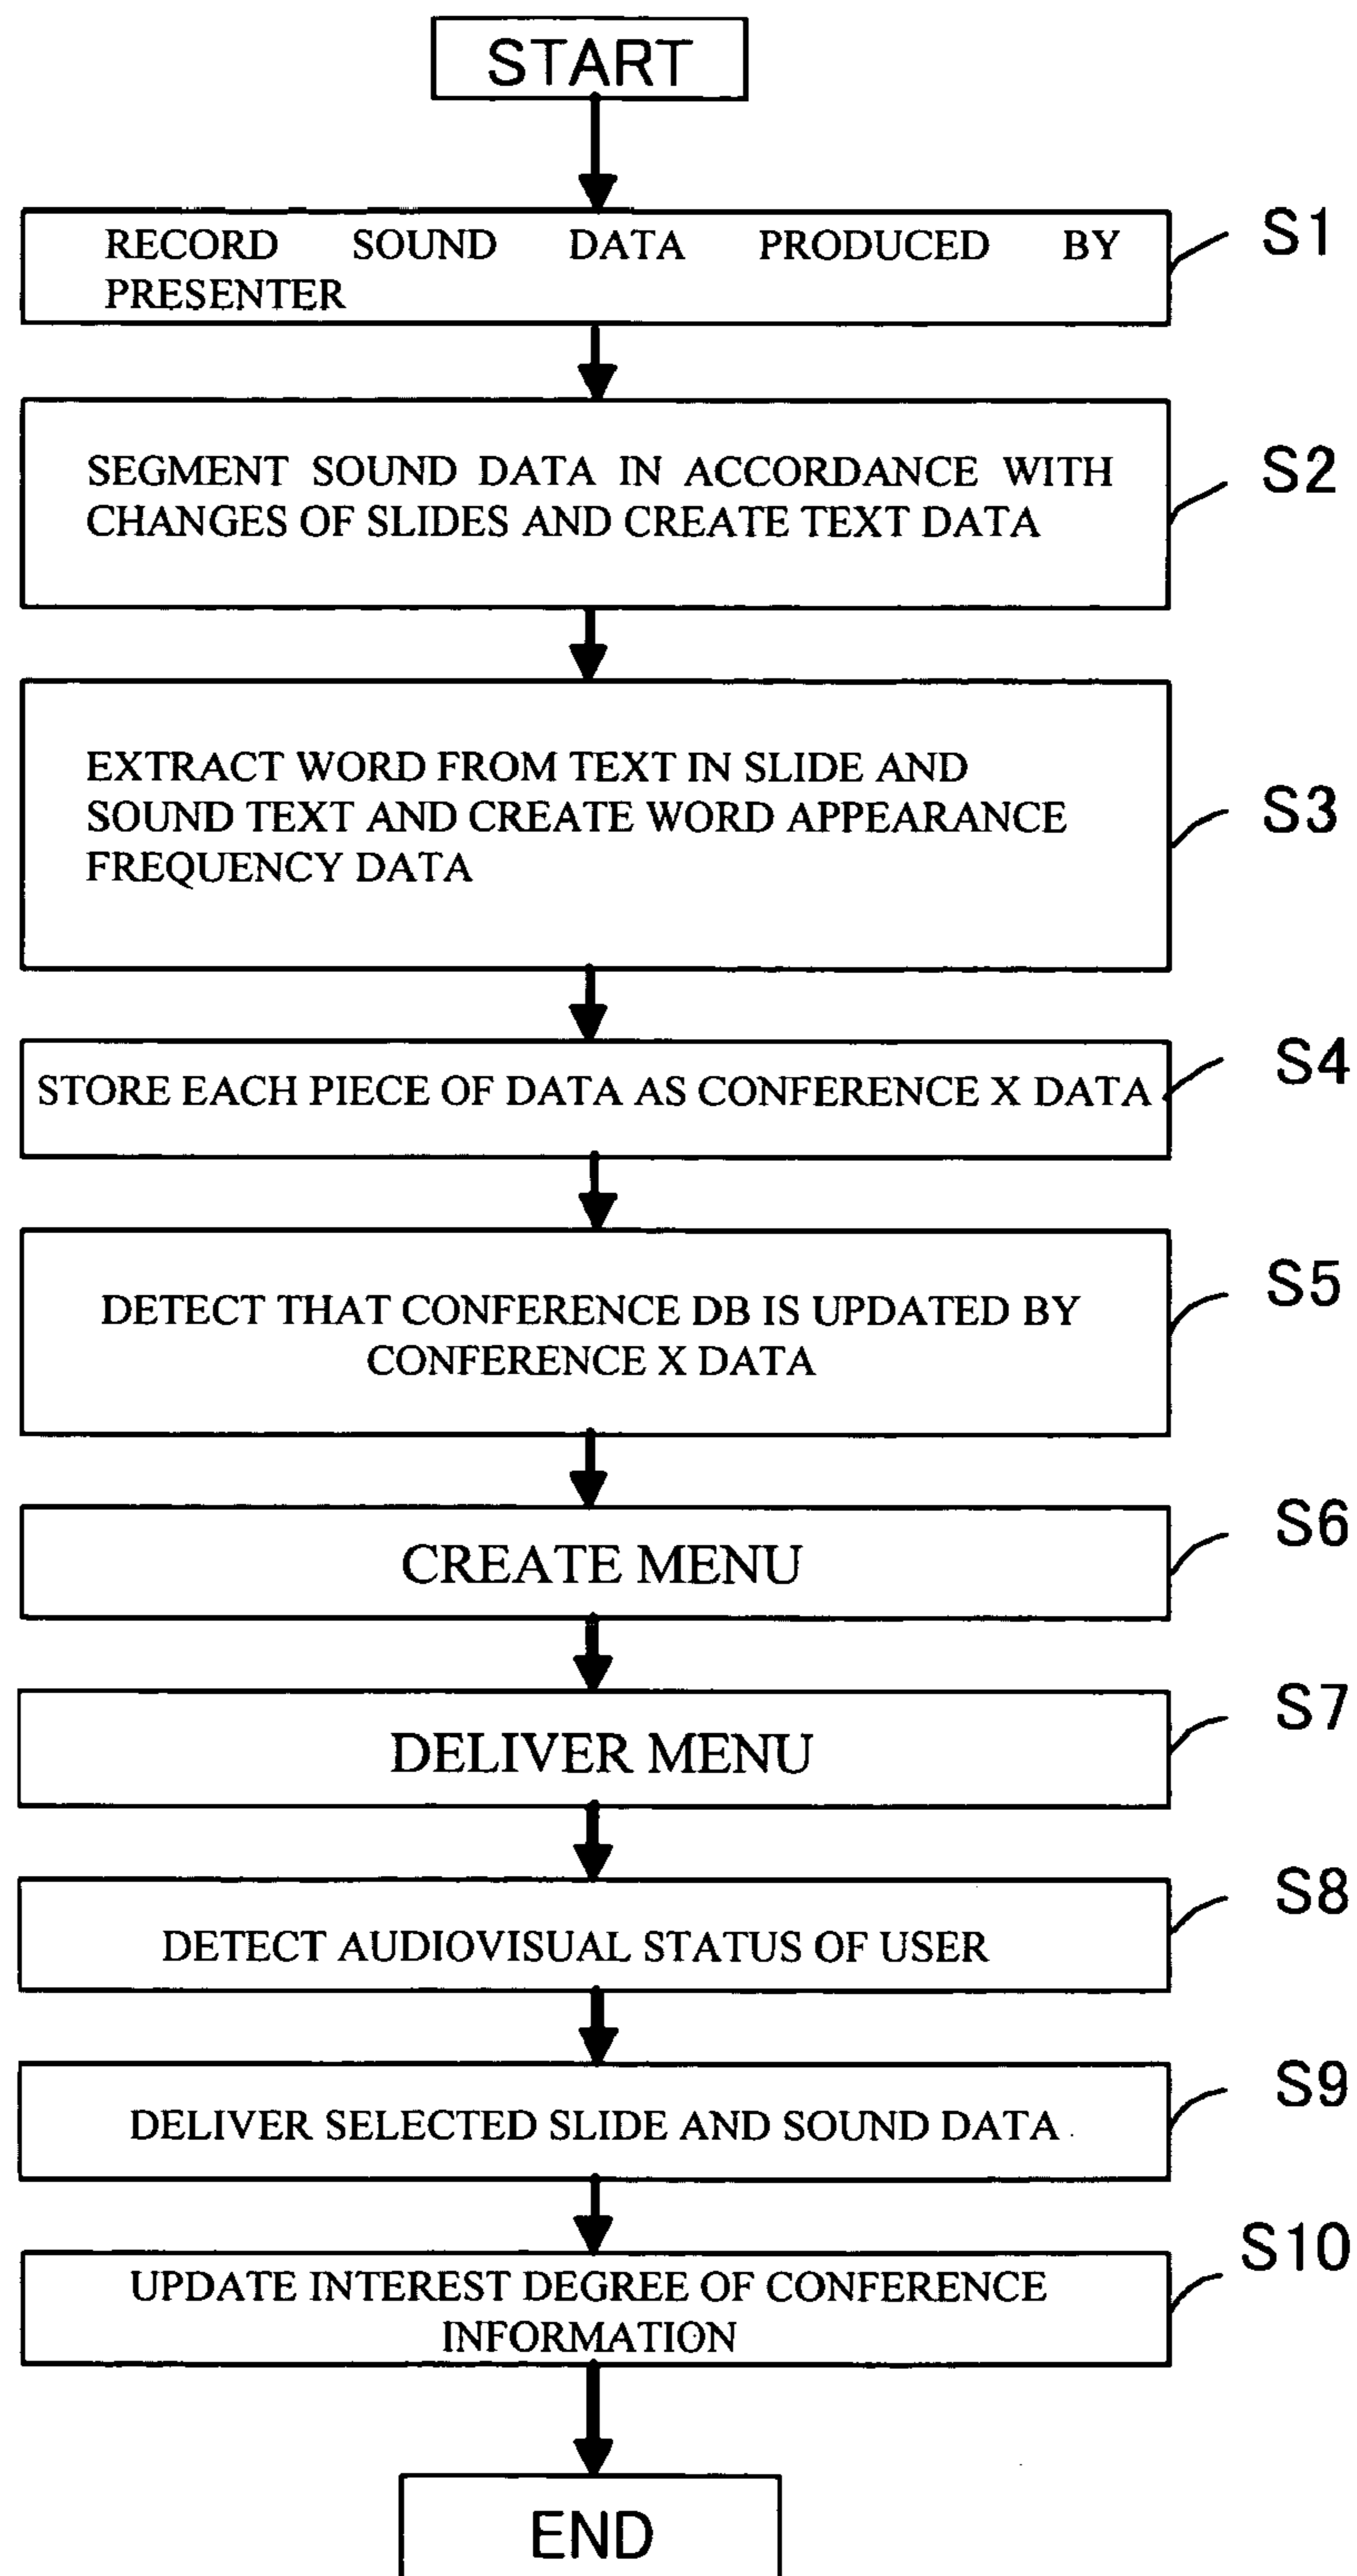 START
RECORD SOUND DATA PRODUCED BY
PRESENTER
S1
SEGMENT SOUND DATA IN ACCORDANCE WITH
CHANGES OF SLIDES AND CREATE TEXT DATA
S2
EXTRACT WORD FROM TEXT IN SLIDE AND
SOUND TEXT AND CREATE WORD APPEARANCE
FREQUENCY DATA
S3
STORE EACH PIECE OF DATA AS CONFERENCE X DATA
S4
DETECT THAT CONFERENCE DB IS UPDATED BY
CONFERENCE X DATA
S5
CREATE MENU
S6
DELIVER MENU
S7
DETECT AUDIOVISUAL STATUS OF USER
S8
DELIVER SELECTED SLIDE AND SOUND DATA
S9
UPDATE INTEREST DEGREE OF CONFERENCE
INFORMATION
S10
END